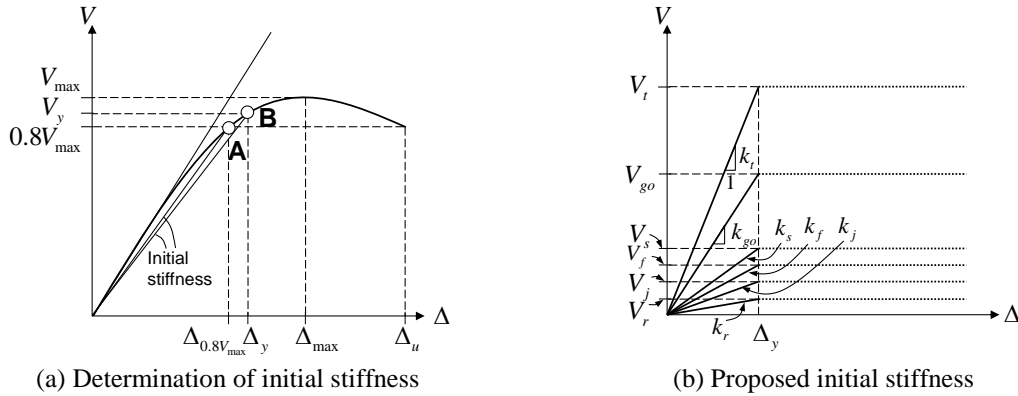 V
V_max
V_y
0.8V_max
B
A
Initial
stiffness
Δ
Δ_0.8V_max Δ_y Δ_max Δ_u
(a) Determination of initial stiffness
V
V_t
k_t
1
V_go
k_go
k_s k_f k_j
V_s
V_f
V_j
V_r
k_r
Δ_y
Δ
(b) Proposed initial stiffness